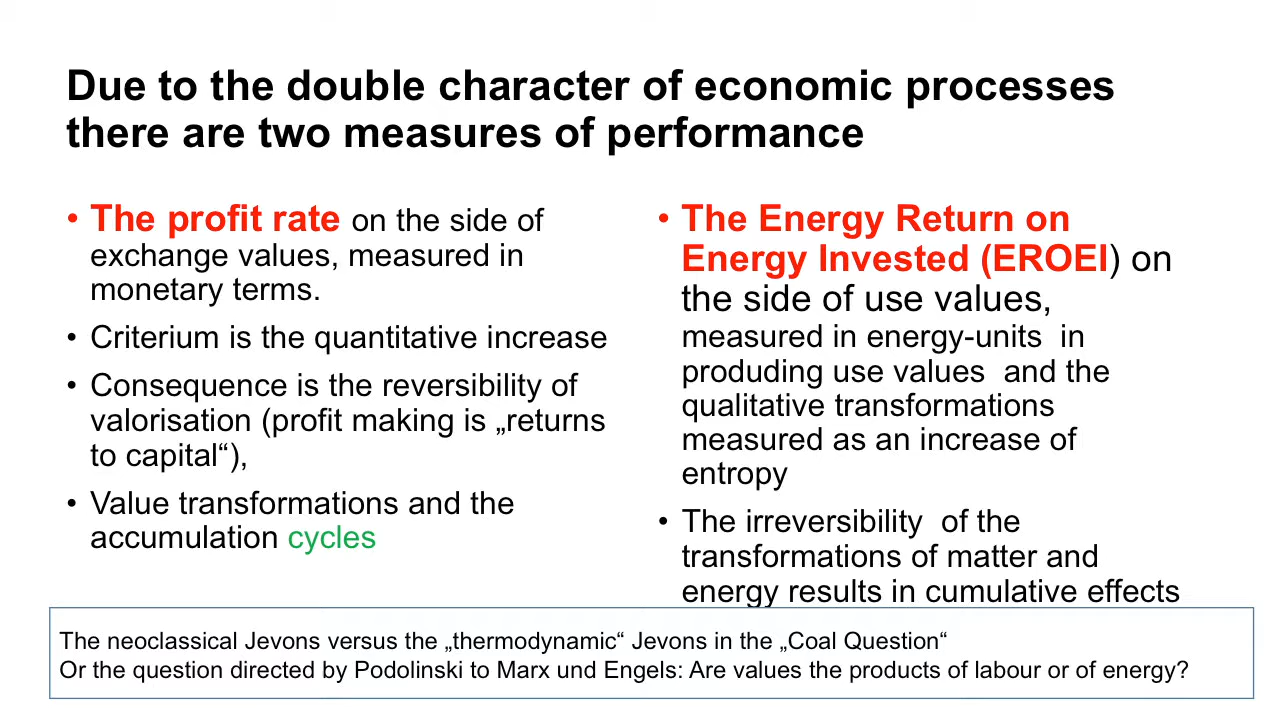 Due to the double character of economic processes
there are two measures of performance
• The profit rate on the side of
exchange values, measured in
monetary terms.
• Criterium is the quantitative increase
• Consequence is the reversibility of
valorisation (profit making is „returns
to capital“),
• Value transformations and the
accumulation cycles
• The Energy Return on
Energy Invested (EROEI) on
the side of use values,
measured in energy-units  in
produding use values  and the
qualitative transformations
measured as an increase of
entropy
• The irreversibility  of the
transformations of matter and
energy results in cumulative effects
The neoclassical Jevons versus the „thermodynamic“ Jevons in the „Coal Question“
Or the question directed by Podolinski to Marx und Engels: Are values the products of labour or of energy?